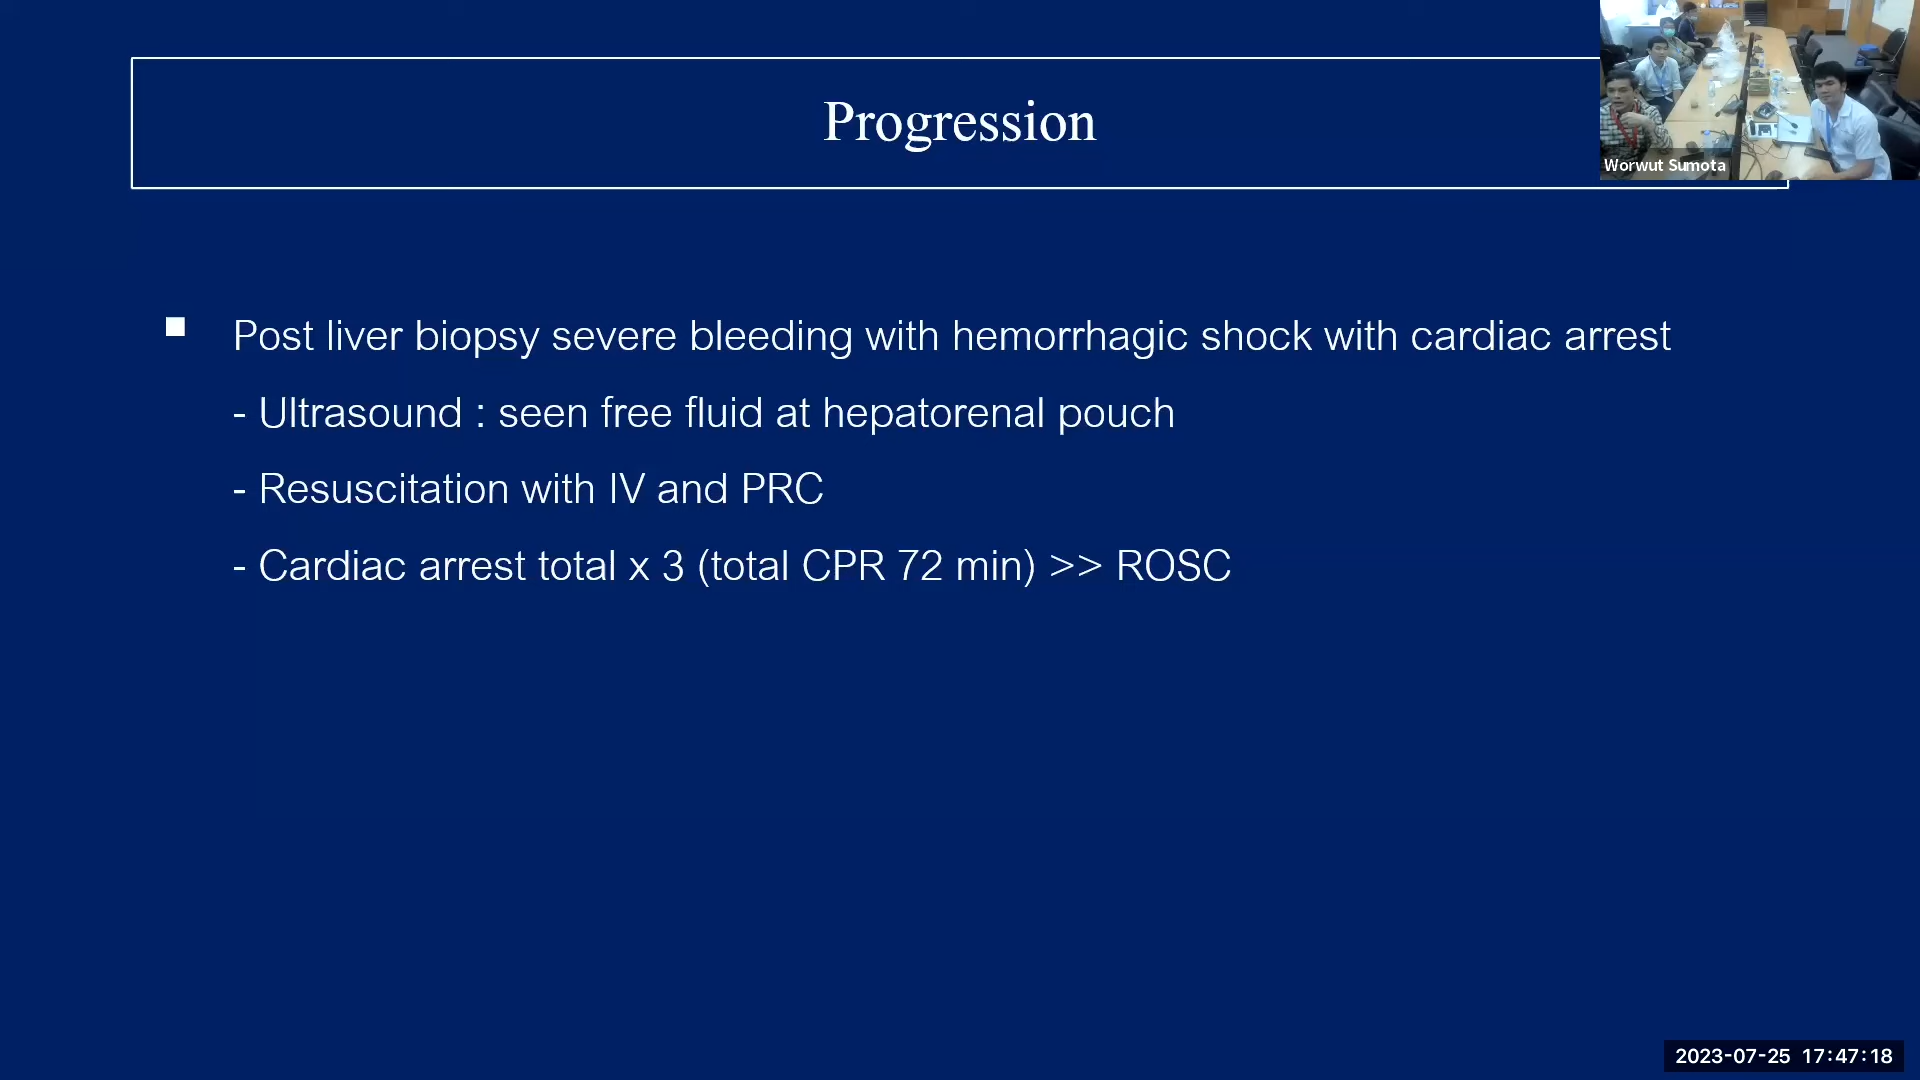 Progression
Worwut Sumota
▪ Post liver biopsy severe bleeding with hemorrhagic shock with cardiac arrest
- Ultrasound : seen free fluid at hepatorenal pouch
- Resuscitation with IV and PRC
- Cardiac arrest total x 3 (total CPR 72 min) >> ROSC
2023-07-25 17:47:18